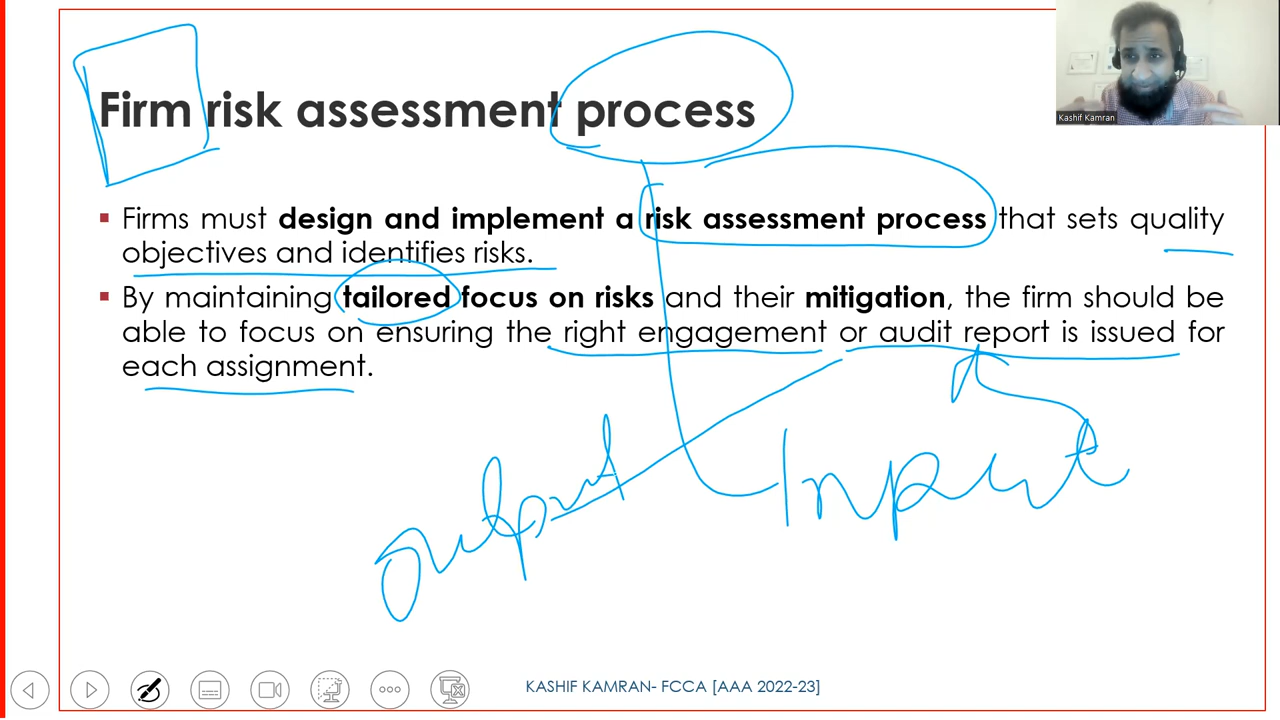 Firm risk assessment process
Kashif Kamran
▪ Firms must design and implement a risk assessment process that sets quality
objectives and identifies risks.
▪ By maintaining tailored focus on risks and their mitigation, the firm should be
able to focus on ensuring the right engagement or audit report is issued for
each assignment.
output
Input
KASHIF KAMRAN- FCCA [AAA 2022-23]